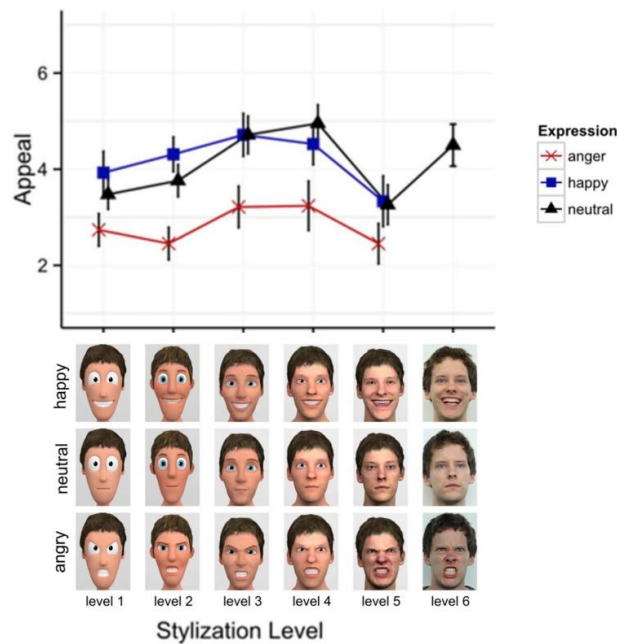 6
4
2
Appeal
Expression
anger
happy
neutral
happy
neutral
angry
level 1 level 2 level 3 level 4 level 5 level 6
Stylization Level